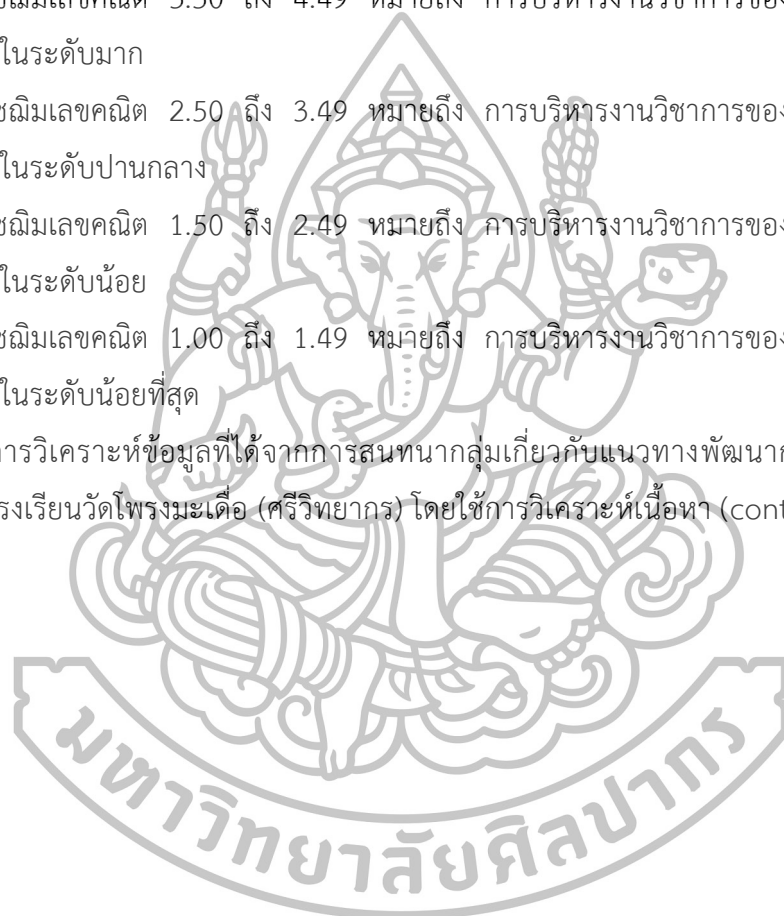 ชฌิมเลขคณิต 3.50 ถึง 4.49 หมายถึง การบริหารงานวิชาการของ
ในระดับมาก
ชฌิมเลขคณิต 2.50 ถึง 3.49 หมายถึง การบริหารงานวิชาการของ
ในระดับปานกลาง
ชฌิมเลขคณิต 1.50 ถึง 2.49 หมายถึง การบริหารงานวิชาการของ
ในระดับน้อย
ชฌิมเลขคณิต 1.00 ถึง 1.49 หมายถึง การบริหารงานวิชาการของ
ในระดับน้อยที่สุด
การวิเคราะห์ข้อมูลที่ได้จากการสนทนากลุ่มเกี่ยวกับแนวทางพัฒนาก
รงเรียนวัดโพรงมะเดื่อ (ศรีวิทยากร) โดยใช้การวิเคราะห์เนื้อหา (cont
มหาวิทยาลัยศิลปากร